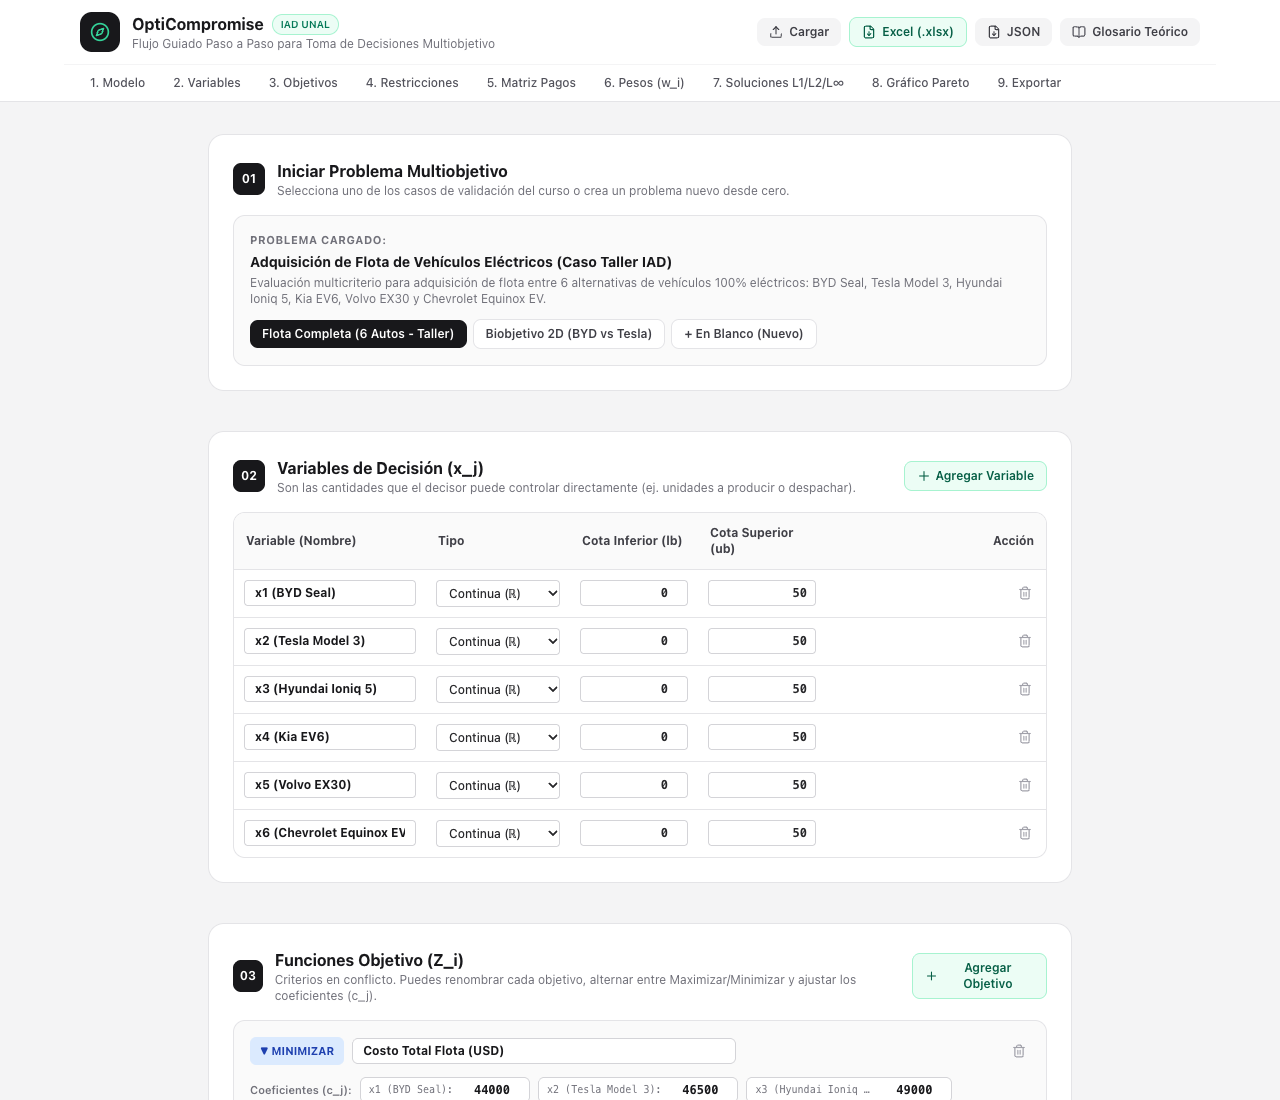 OptiCompromise IAD UNAL
Flujo Guiado Paso a Paso para Toma de Decisiones Multiobjetivo
Cargar
Excel (.xlsx)
JSON
Glosario Teórico
1. Modelo
2. Variables
3. Objetivos
4. Restricciones
5. Matriz Pagos
6. Pesos (w_i)
7. Soluciones L1/L2/L∞
8. Gráfico Pareto
9. Exportar
01
Iniciar Problema Multiobjetivo
Selecciona uno de los casos de validación del curso o crea un problema nuevo desde cero.
PROBLEMA CARGADO:
Adquisición de Flota de Vehículos Eléctricos (Caso Taller IAD)
Evaluación multicriterio para adquisición de flota entre 6 alternativas de vehículos 100% eléctricos: BYD Seal, Tesla Model 3, Hyundai
Ioniq 5, Kia EV6, Volvo EX30 y Chevrolet Equinox EV.
Flota Completa (6 Autos - Taller)
Biobjetivo 2D (BYD vs Tesla)
+ En Blanco (Nuevo)
02
Variables de Decisión (x_j)
Son las cantidades que el decisor puede controlar directamente (ej. unidades a producir o despachar).
Agregar Variable
Variable (Nombre) Tipo Cota Inferior (lb) Cota Superior (ub) Acción
x1 (BYD Seal) Continua (ℝ) 0 50
x2 (Tesla Model 3) Continua (ℝ) 0 50
x3 (Hyundai Ioniq 5) Continua (ℝ) 0 50
x4 (Kia EV6) Continua (ℝ) 0 50
x5 (Volvo EX30) Continua (ℝ) 0 50
x6 (Chevrolet Equinox EV Continua (ℝ) 0 50
03
Funciones Objetivo (Z_i)
Criterios en conflicto. Puedes renombrar cada objetivo, alternar entre Maximizar/Minimizar y ajustar los
coeficientes (c_j).
Agregar
Objetivo
▼ MINIMIZAR
Costo Total Flota (USD)
Coeficientes (c_j): x1 (BYD Seal): 44000 x2 (Tesla Model 3): 46500 x3 (Hyundai Ioniq … 49000